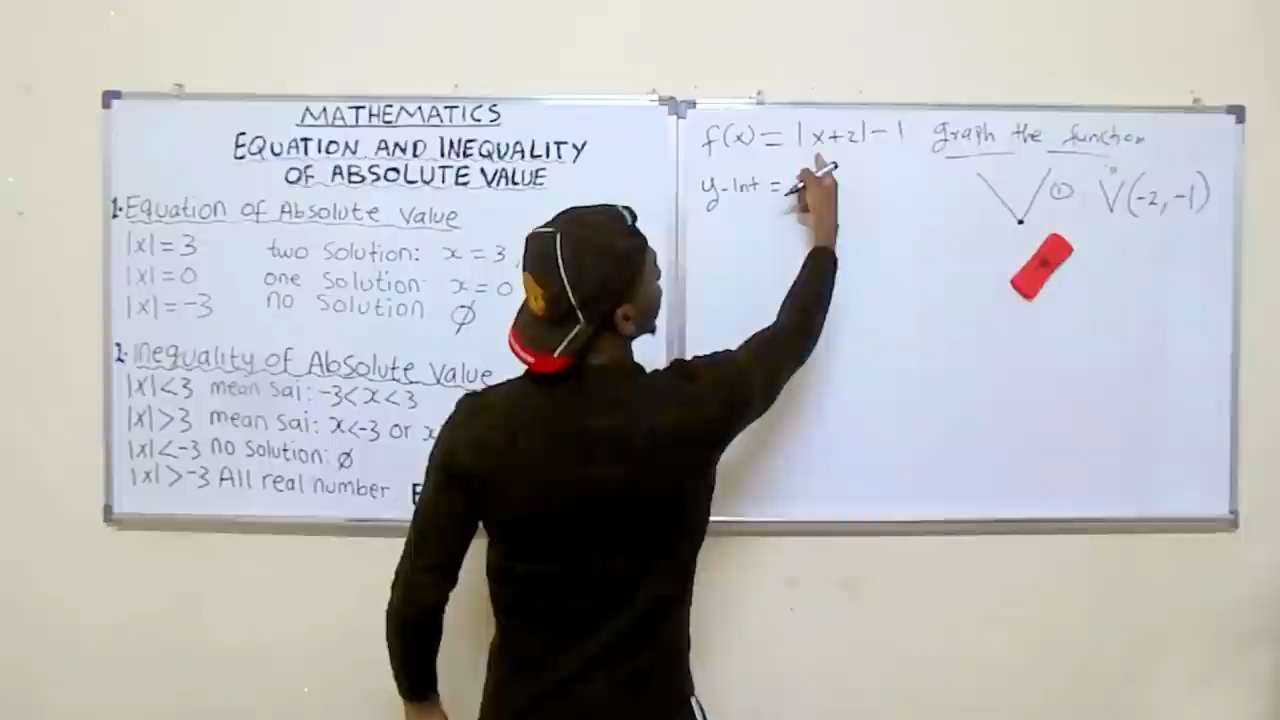 MATHEMATICS
EQUATION AND INEQUALITY
OF ABSOLUTE VALUE
1. Equation of Absolute Value
|x|=3 two solution: x=3
|x|=0 one solution: x=0
|x|=-3 no solution ∅
2. Inequality of Absolute Value
|x|<3 mean sai: -3<x<3
|x|>3 mean sai: x<-3 or x
|x|<-3 no solution: ∅
|x|>-3 All real number
f(x) = |x+2|-1 graph the function
y-Int =
① V(-2,-1)